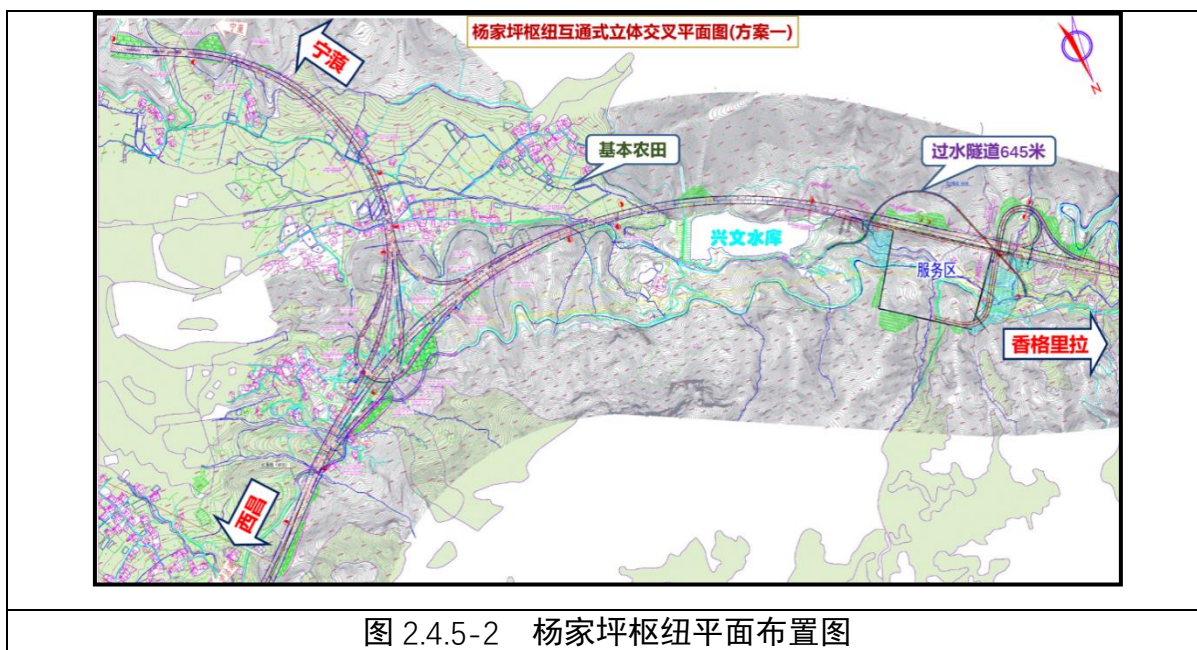 杨家坪枢纽互通式立体交叉平面图(方案一)
宁蒗
N
基本农田
过水隧道645米
兴文水库
服务区
香格里拉
西昌
图 2.4.5-2 杨家坪枢纽平面布置图